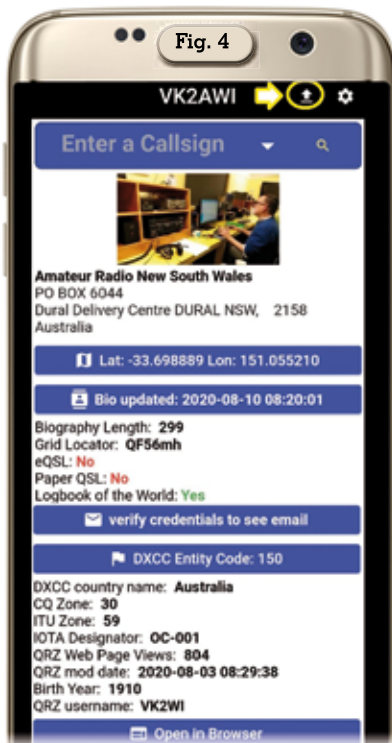 Fig. 4
VK2AWI
Enter a Callsign
Amateur Radio New South Wales
PO BOX 6044
Dural Delivery Centre DURAL NSW, 2158
Australia
Lat: -33.698889 Lon: 151.055210
Bio updated: 2020-08-10 08:20:01
Biography Length: 299
Grid Locator: QF56mh
eQSL: No
Paper QSL: No
Logbook of the World: Yes
verify credentials to see email
DXCC Entity Code: 150
DXCC country name: Australia
CQ Zone: 30
ITU Zone: 59
IOTA Designator: OC-001
QRZ Web Page Views: 804
QRZ mod date: 2020-08-03 08:29:38
Birth Year: 1910
QRZ username: VK2WI
Open in Browser